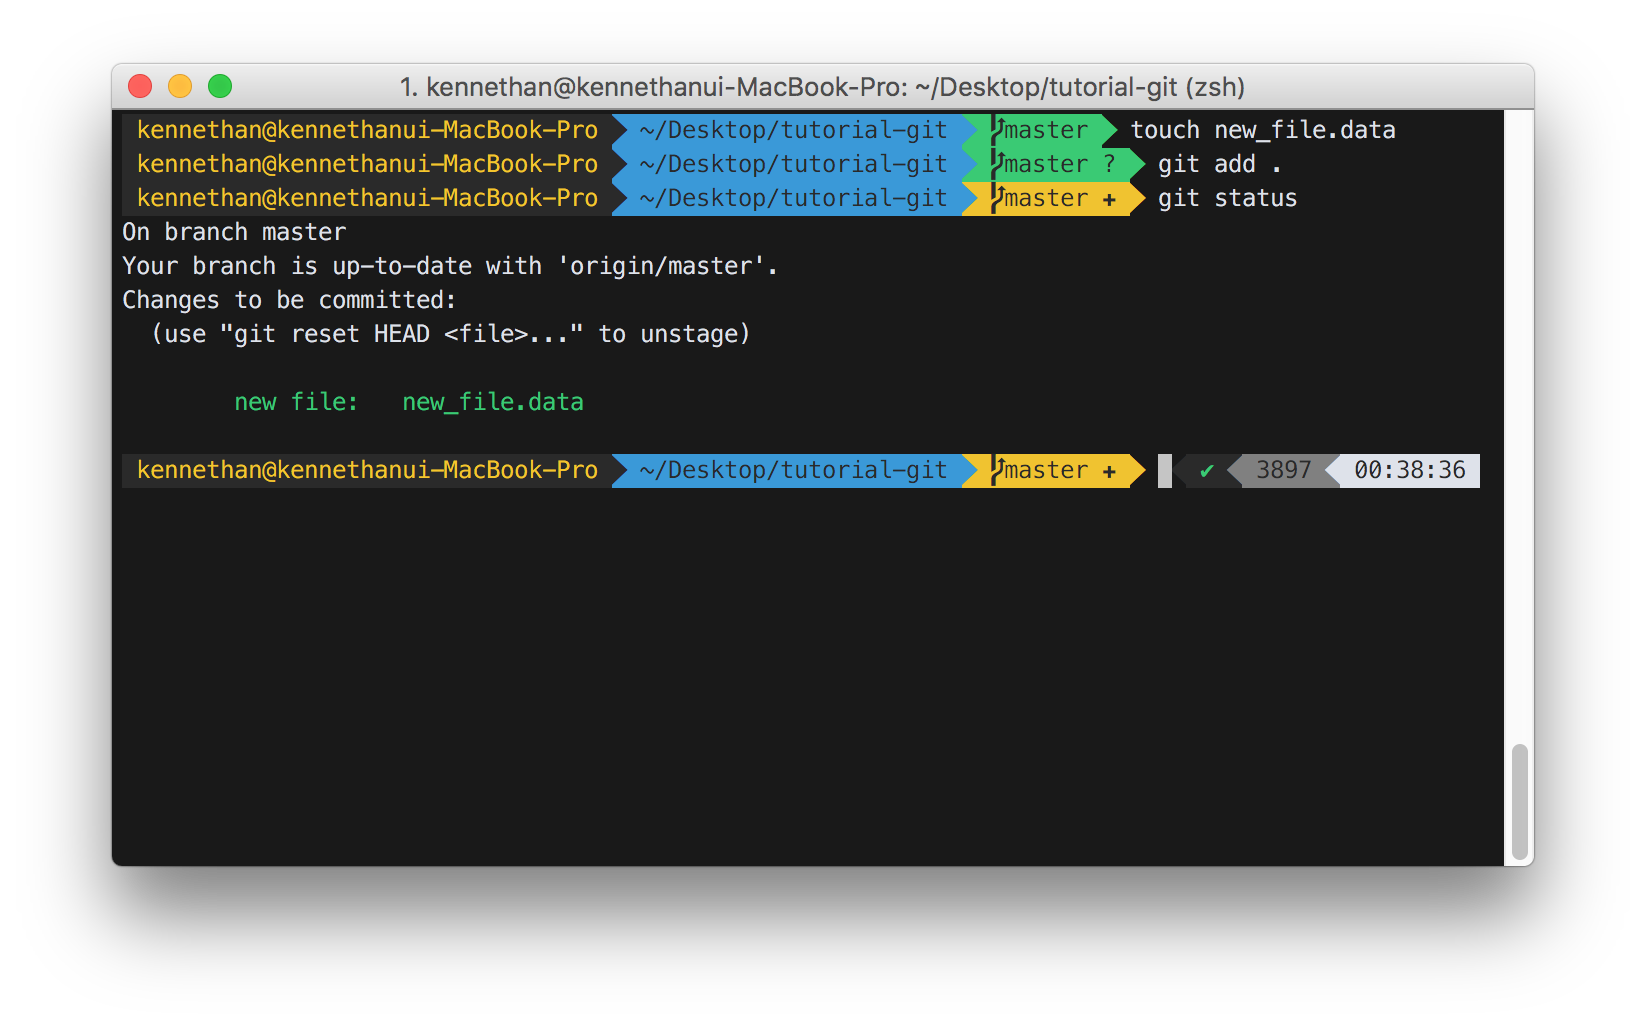 1. kennethan@kennethanui-MacBook-Pro: ~/Desktop/tutorial-git (zsh)
kennethan@kennethanui-MacBook-Pro ~/Desktop/tutorial-git master touch new_file.data
kennethan@kennethanui-MacBook-Pro ~/Desktop/tutorial-git master ? git add .
kennethan@kennethanui-MacBook-Pro ~/Desktop/tutorial-git master + git status
On branch master
Your branch is up-to-date with 'origin/master'.
Changes to be committed:
(use "git reset HEAD <file>..." to unstage)
new file: new_file.data
kennethan@kennethanui-MacBook-Pro ~/Desktop/tutorial-git master + ✔ 3897 00:38:36